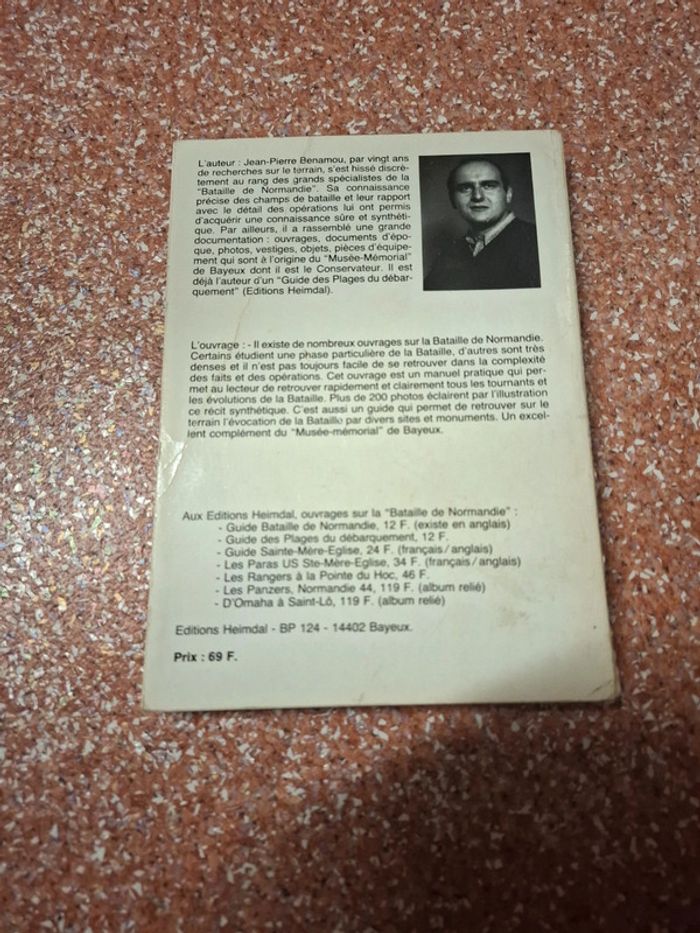 L'auteur : Jean-Pierre Benamou, par vingt ans
de recherches sur le terrain, s'est hissé discrè-
tement au rang des grands spécialistes de la
"Bataille de Normandie". Sa connaissance
précise des champs de bataille et leur rapport
avec le détail des opérations lui ont permis
d'acquérir une connaissance sûre et synthéti-
que. Par ailleurs, il a rassemblé une grande
documentation : ouvrages, documents d'épo-
que, photos, vestiges, objets, pièces d'équipe-
ment qui sont à l'origine du "Musée-Mémorial"
de Bayeux dont il est le Conservateur. Il est
déjà l'auteur d'un "Guide des Plages du débar-
quement" (Editions Heimdal).
L'ouvrage : - Il existe de nombreux ouvrages sur la Bataille de Normandie.
Certains étudient une phase particulière de la Bataille, d'autres sont très
denses et il n'est pas toujours facile de se retrouver dans la complexité
des faits et des opérations. Cet ouvrage est un manuel pratique qui per-
met au lecteur de retrouver rapidement et clairement tous les tournants et
les évolutions de la Bataille. Plus de 200 photos éclairent par l'illustration
ce récit synthétique. C'est aussi un guide qui permet de retrouver sur le
terrain l'évocation de la Bataille par divers sites et monuments. Un excel-
lent complément du "Musée-mémorial" de Bayeux.
Aux Editions Heimdal, ouvrages sur la "Bataille de Normandie" :
- Guide Bataille de Normandie, 12 F. (existe en anglais)
- Guide des Plages du débarquement, 12 F.
- Guide Sainte-Mère-Eglise, 24 F. (français/anglais)
- Les Paras US Ste-Mère-Eglise, 34 F. (français/anglais)
- Les Rangers à la Pointe du Hoc, 46 F.
- Les Panzers, Normandie 44, 119 F. (album relié)
- D'Omaha à Saint-Lô, 119 F. (album relié)
Editions Heimdal - BP 124 - 14402 Bayeux.
Prix : 69 F.